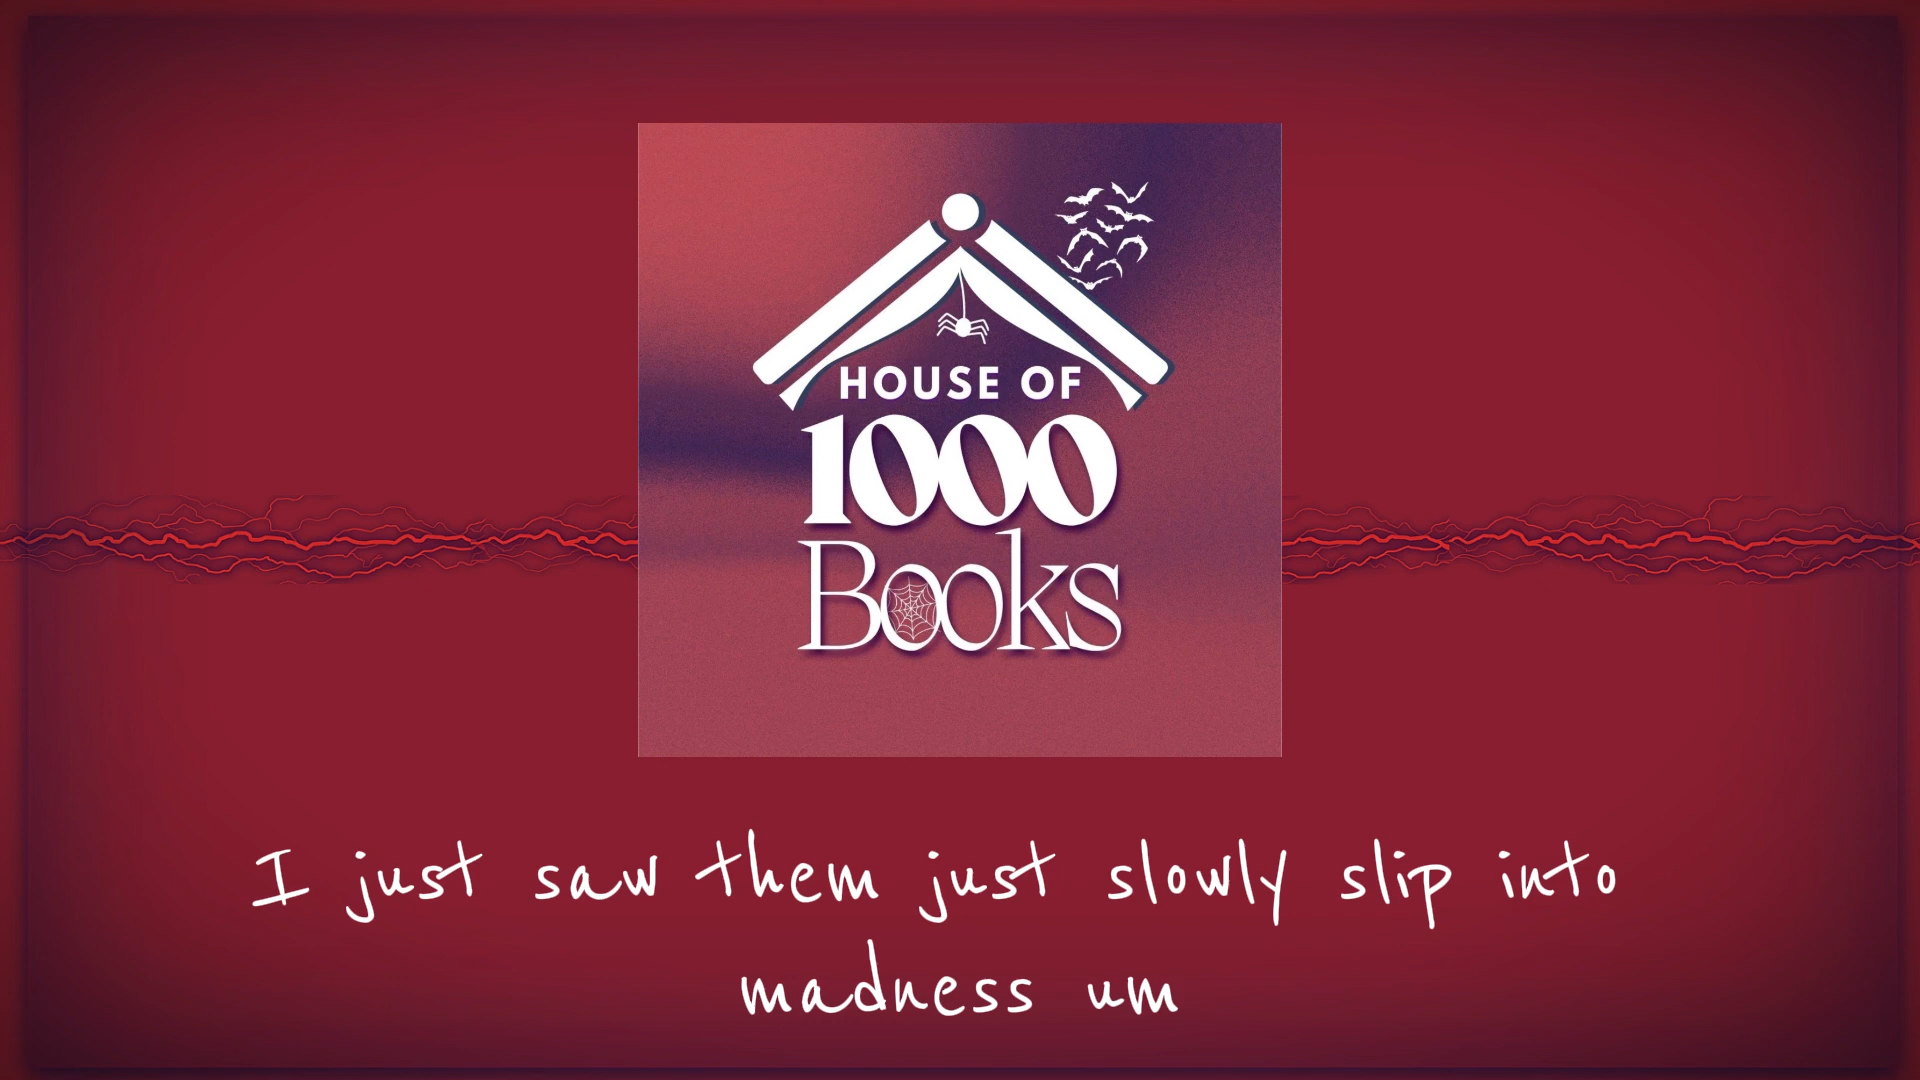 HOUSE OF
1000
Books
I just saw them just slowly slip into
madness um